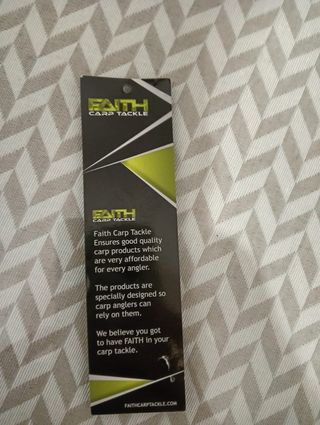 FAITH
CARP TACKLE
FAITH
CARP TACKLE
Faith Carp Tackle
Ensures good quality
carp products which
are very affordable
for every angler.
The products are
specially designed so
carp anglers can
rely on them.
We believe you got
to have FAITH in your
carp tackle.
FAITHCARPTACKLE.COM